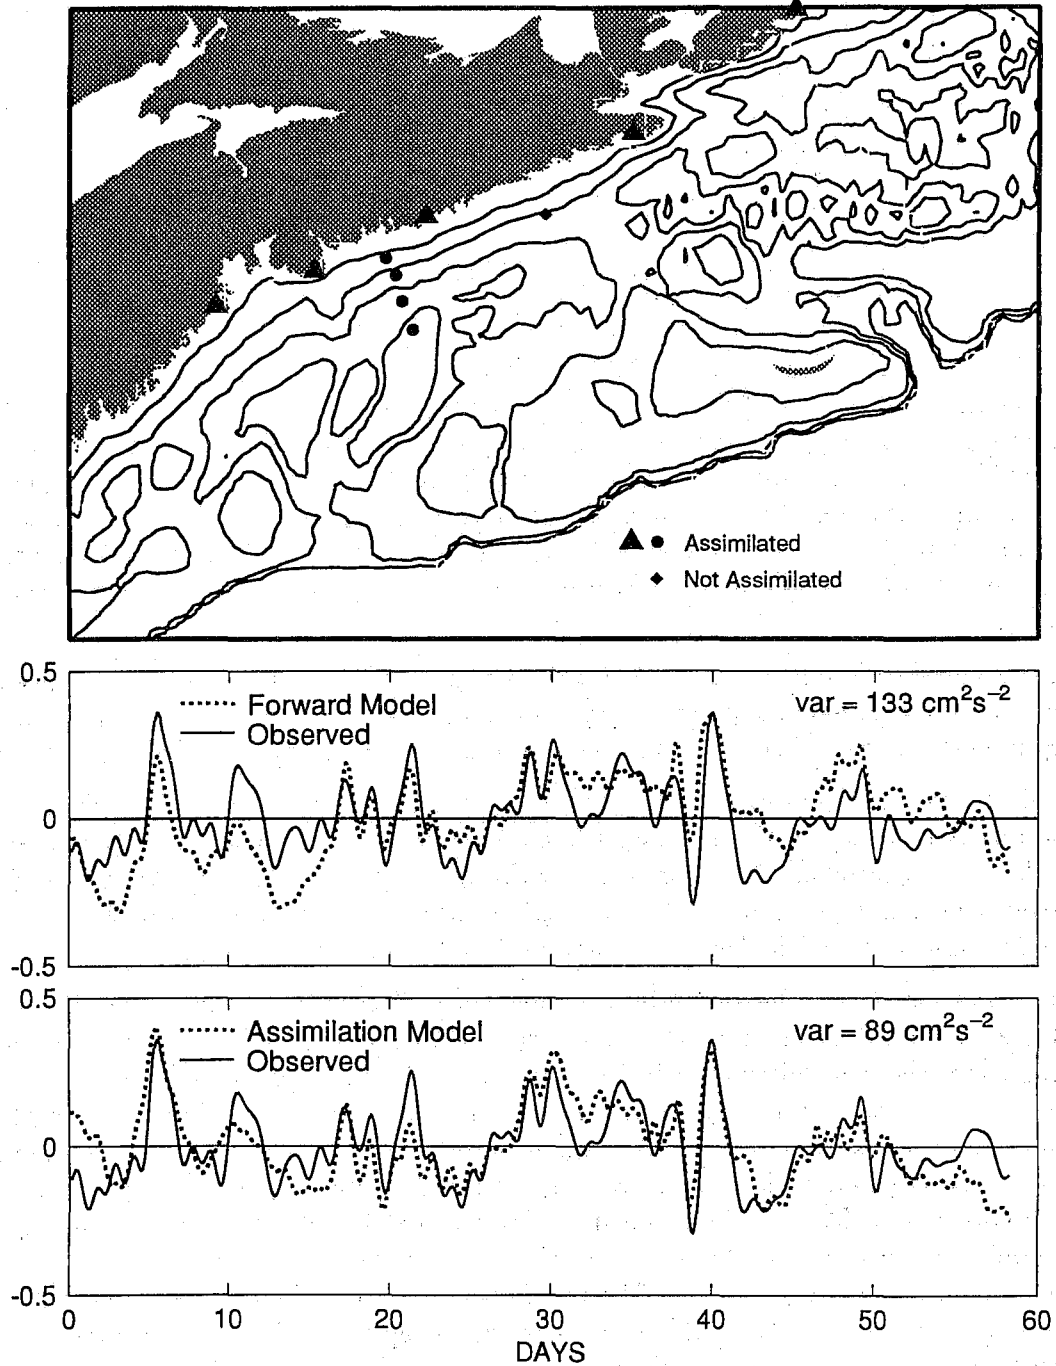 Assimilated
Not Assimilated
0.5
Forward Model
var = 133 cm²s⁻²
Observed
0
-0.5
0.5
Assimilation Model
var = 89 cm²s⁻²
Observed
0
-0.5
0 10 20 30 40 50 60
DAYS